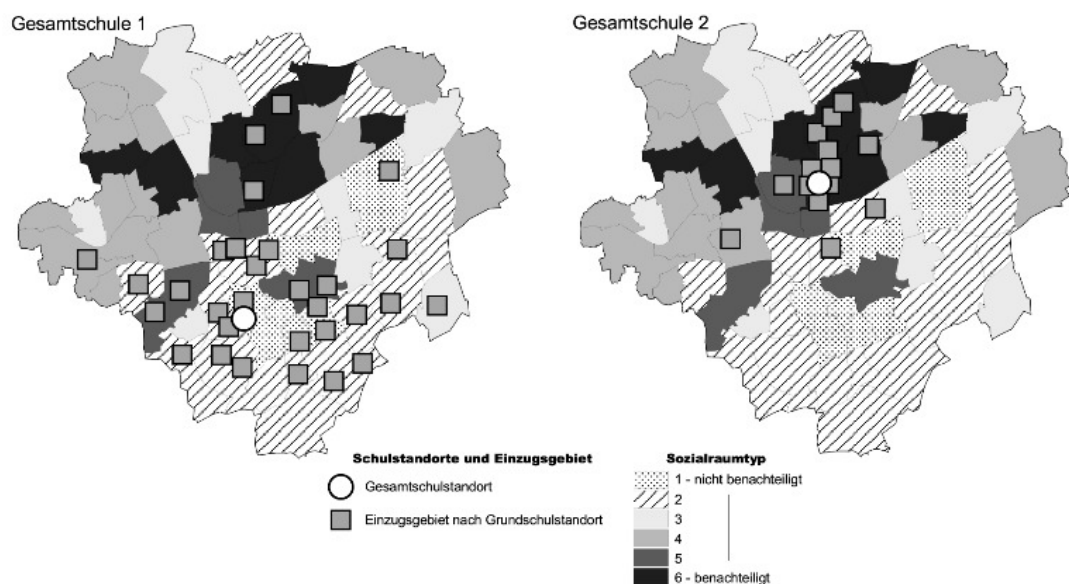 Gesamtschule 1
Gesamtschule 2
Schulstandorte und Einzugsgebiet
Gesamtschulstandort
Einzugsgebiet nach Grundschulstandort
Sozialraumtyp
1 - nicht benachteiligt
2
3
4
5
6 - benachteiligt